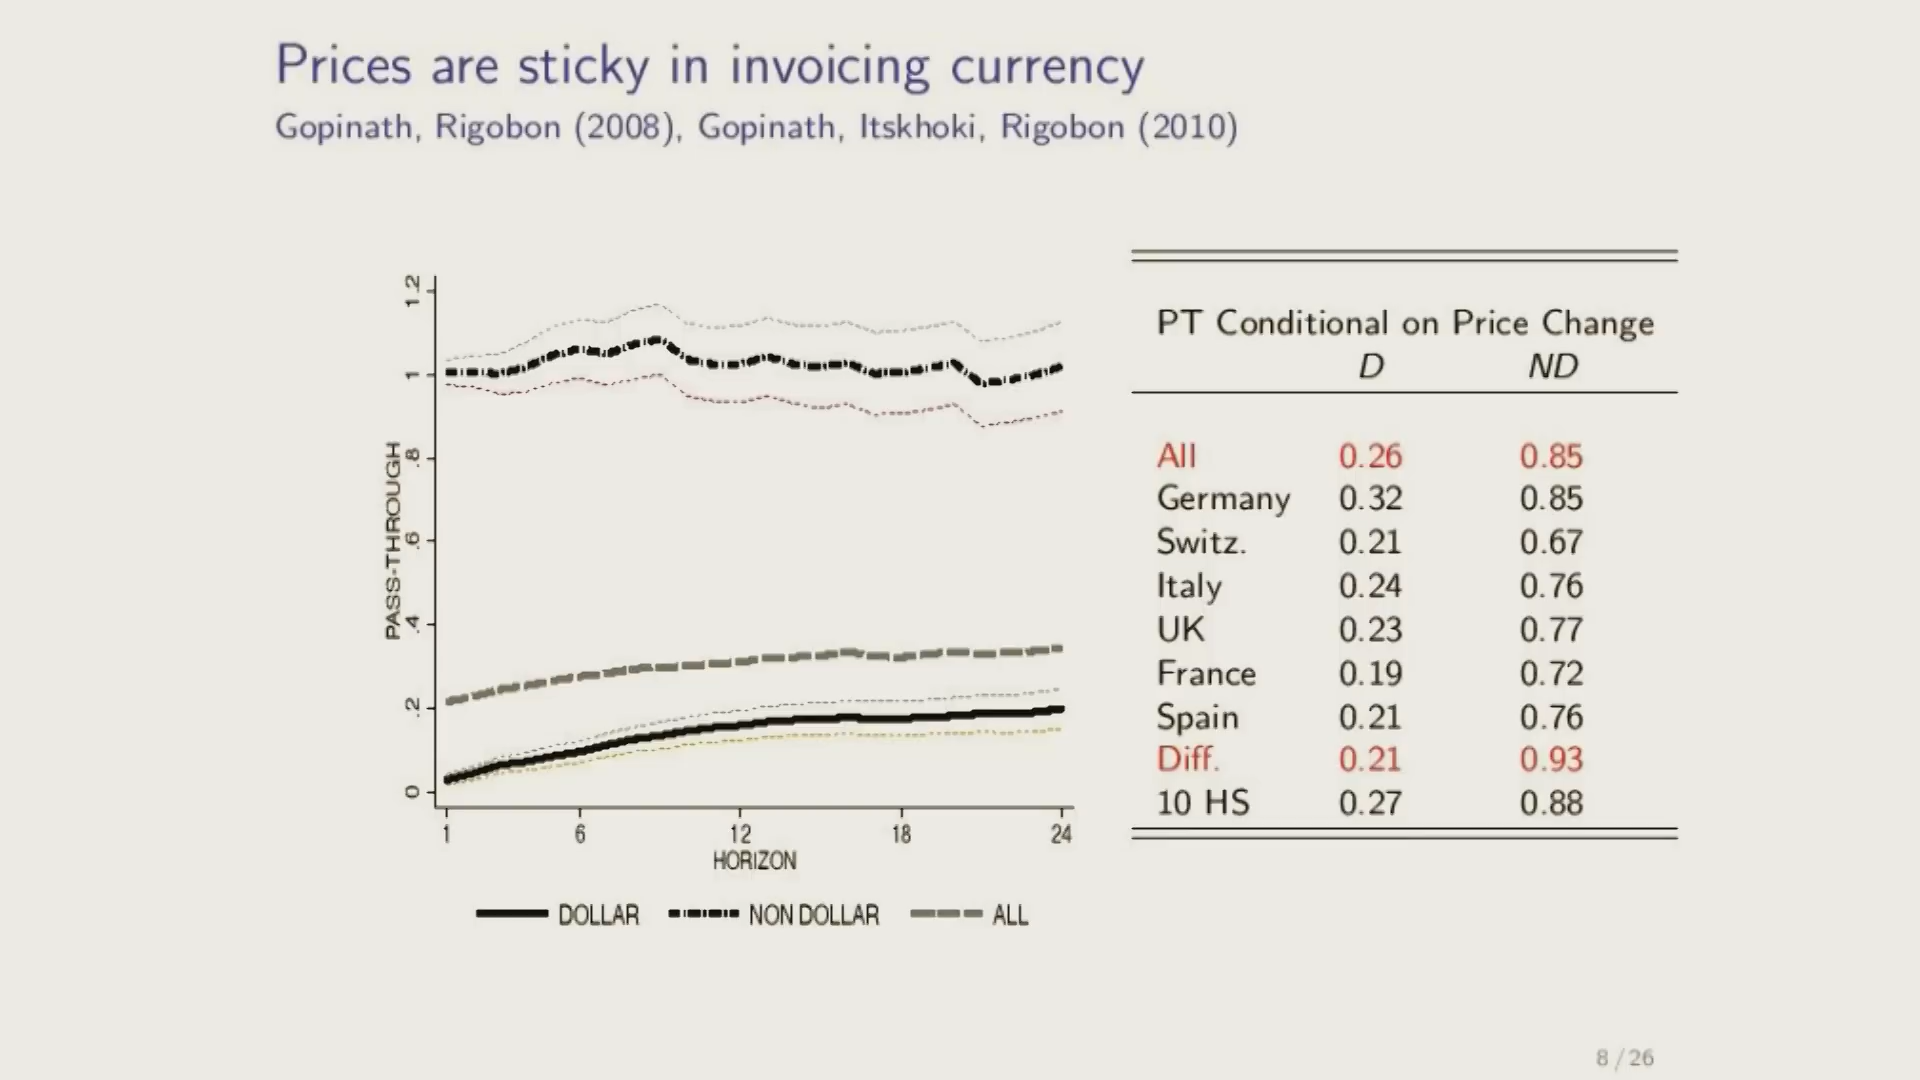 Prices are sticky in invoicing currency
Gopinath, Rigobon (2008), Gopinath, Itskhoki, Rigobon (2010)
PASS-THROUGH
1.2
1
.8
.6
.4
.2
0
1 6 12 18 24
HORIZON
DOLLAR NON DOLLAR ALL
PT Conditional on Price Change
D ND
All 0.26 0.85
Germany 0.32 0.85
Switz. 0.21 0.67
Italy 0.24 0.76
UK 0.23 0.77
France 0.19 0.72
Spain 0.21 0.76
Diff. 0.21 0.93
10 HS 0.27 0.88
8 / 26